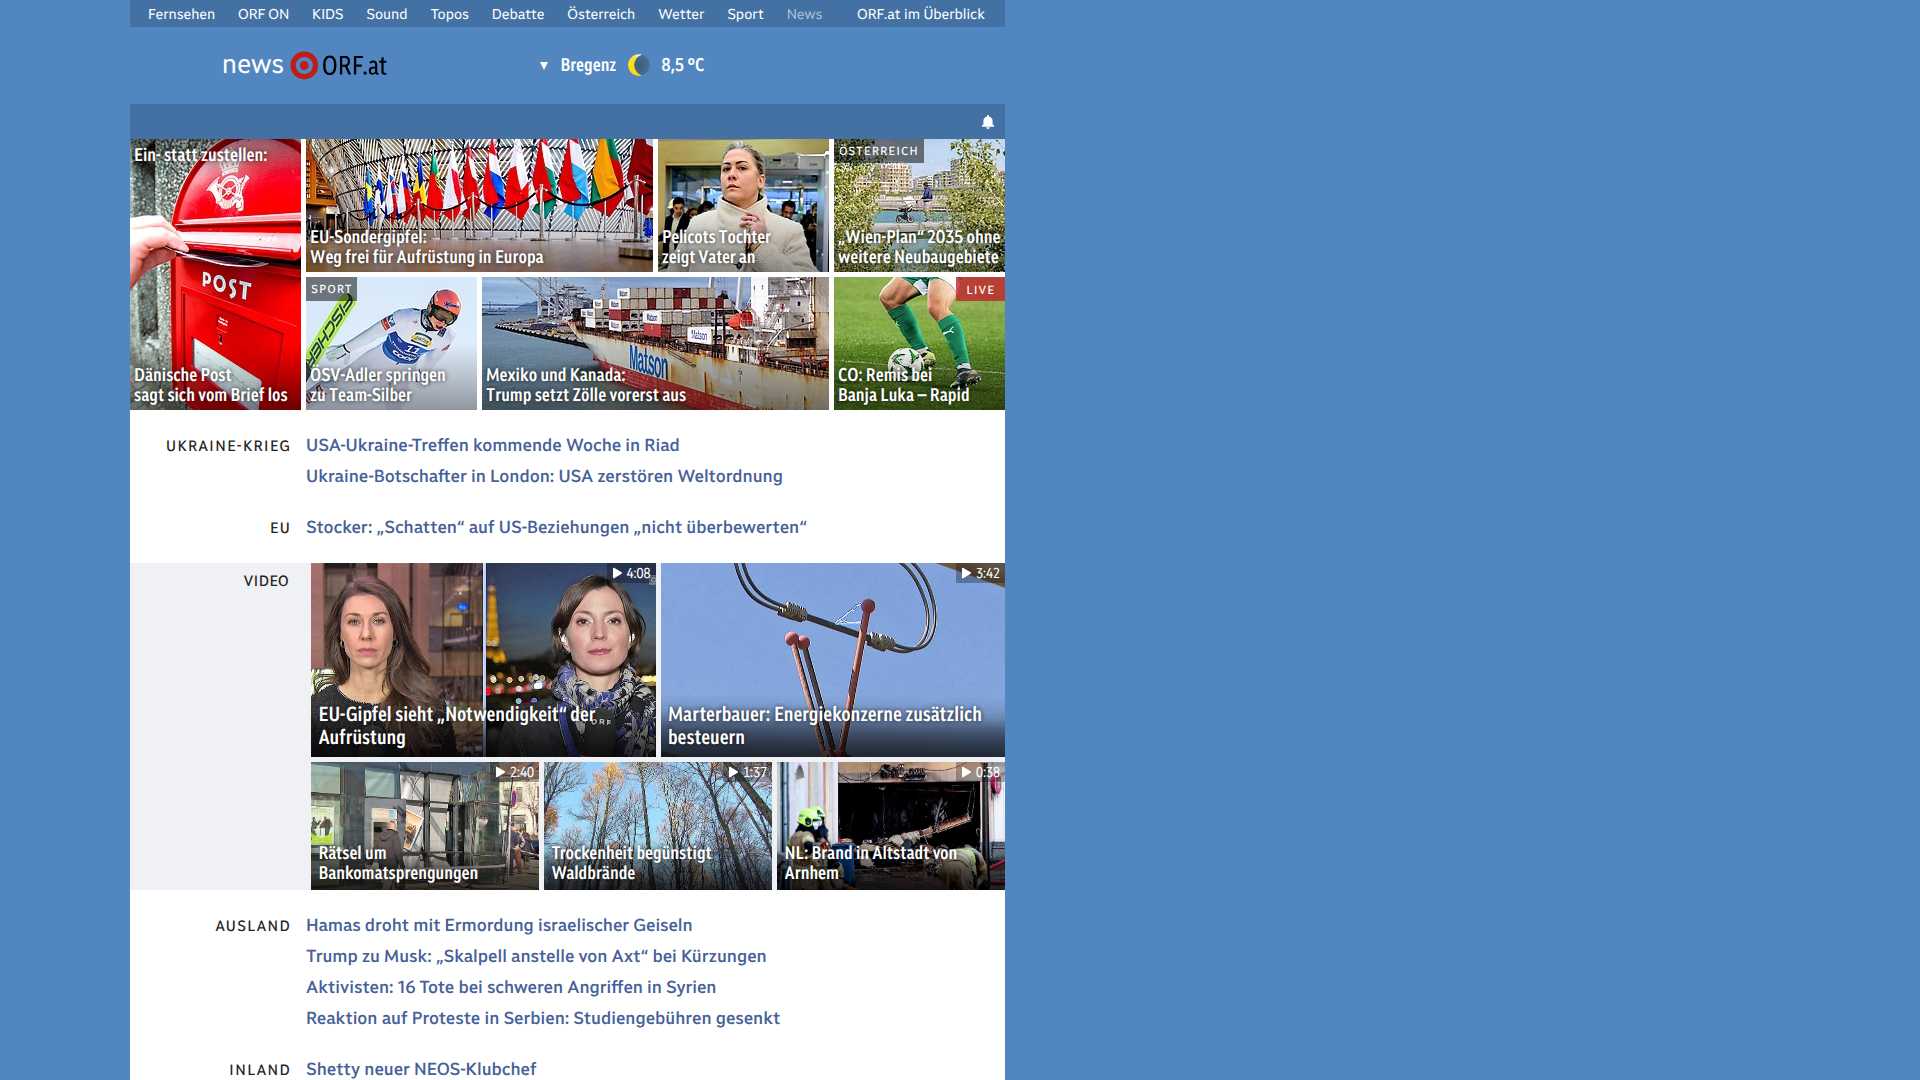 Fernsehen ORF ON KIDS Sound Topos Debatte Österreich Wetter Sport News ORF.at im Überblick
news ORF.at
Bregenz 8,5 °C
Ein- statt zustellen:
POST
Dänische Post
sagt sich vom Brief los
EU-Sondergipfel:
Weg frei für Aufrüstung in Europa
Pelicots Tochter
zeigt Vater an
ÖSTERREICH
„Wien-Plan“ 2035 ohne
weitere Neubaugebiete
SPORT
FISCHER
11
ÖSV-Adler springen
zu Team-Silber
Matson
Matson
Matson
Mexiko und Kanada:
Trump setzt Zölle vorerst aus
LIVE
CO: Remis bei
Banja Luka – Rapid
UKRAINE-KRIEG
USA-Ukraine-Treffen kommende Woche in Riad
Ukraine-Botschafter in London: USA zerstören Weltordnung
EU
Stocker: „Schatten“ auf US-Beziehungen „nicht überbewerten“
VIDEO
4:08
ORF
EU-Gipfel sieht „Notwendigkeit“ der
Aufrüstung
3:42
Marterbauer: Energiekonzerne zusätzlich
besteuern
2:40
Rätsel um
Bankomatsprengungen
1:37
Trockenheit begünstigt
Waldbrände
0:38
NL: Brand in Altstadt von
Arnhem
AUSLAND
Hamas droht mit Ermordung israelischer Geiseln
Trump zu Musk: „Skalpell anstelle von Axt“ bei Kürzungen
Aktivisten: 16 Tote bei schweren Angriffen in Syrien
Reaktion auf Proteste in Serbien: Studiengebühren gesenkt
INLAND
Shetty neuer NEOS-Klubchef